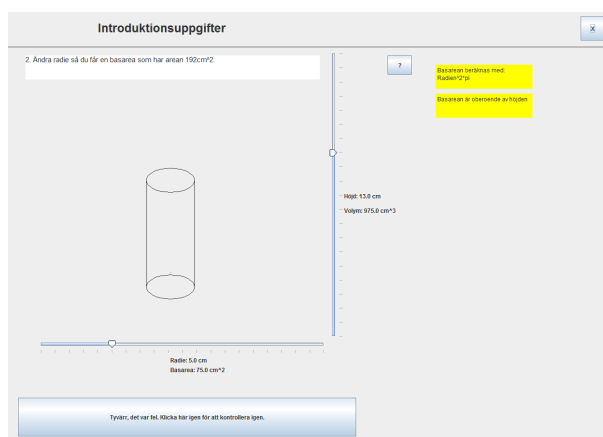 Introduktionsuppgifter
X
2. Ändra radie så du får en basarea som har arean 192cm^2.
?
Basarean beräknas med:
Radien^2*pi
Basarean är oberoende av höjden
Höjd: 13.0 cm
Volym: 975.0 cm^3
Radie: 5.0 cm
Basarea: 75.0 cm^2
Tyvärr, det var fel. Klicka här igen för att kontrollera igen.